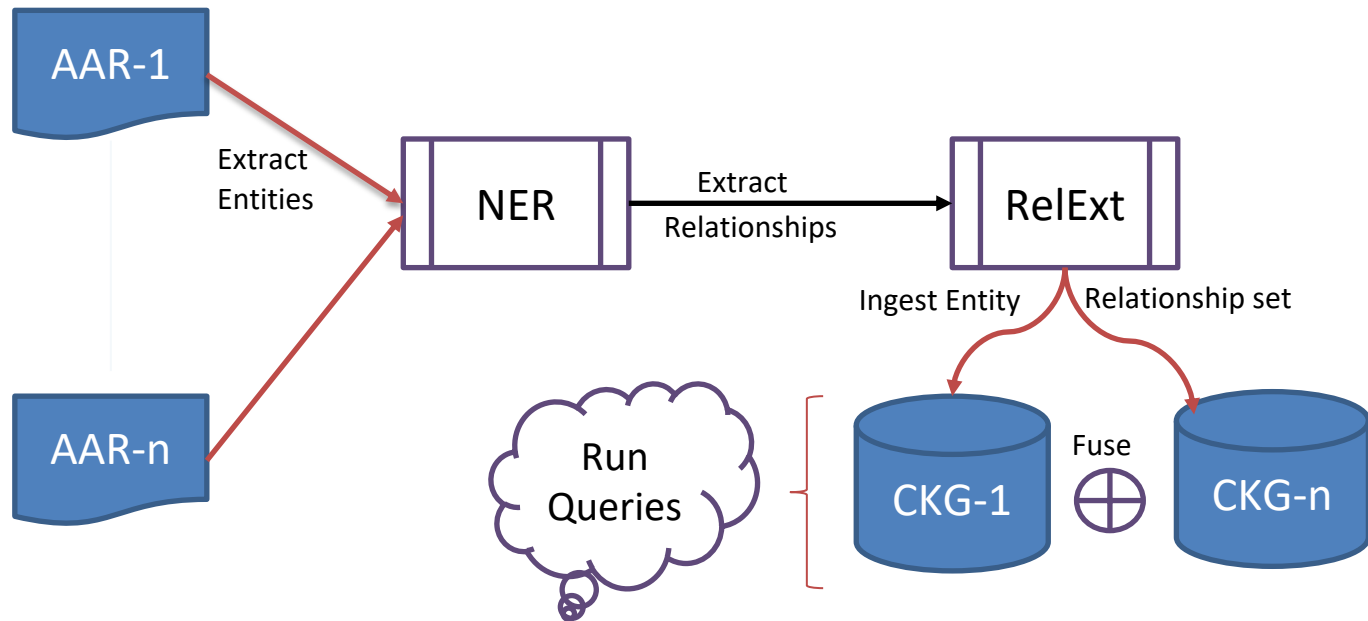 AAR-1
Extract
Entities
NER
Extract
Relationships
RelExt
Ingest Entity
Relationship set
AAR-n
Run
Queries
CKG-1
Fuse
CKG-n